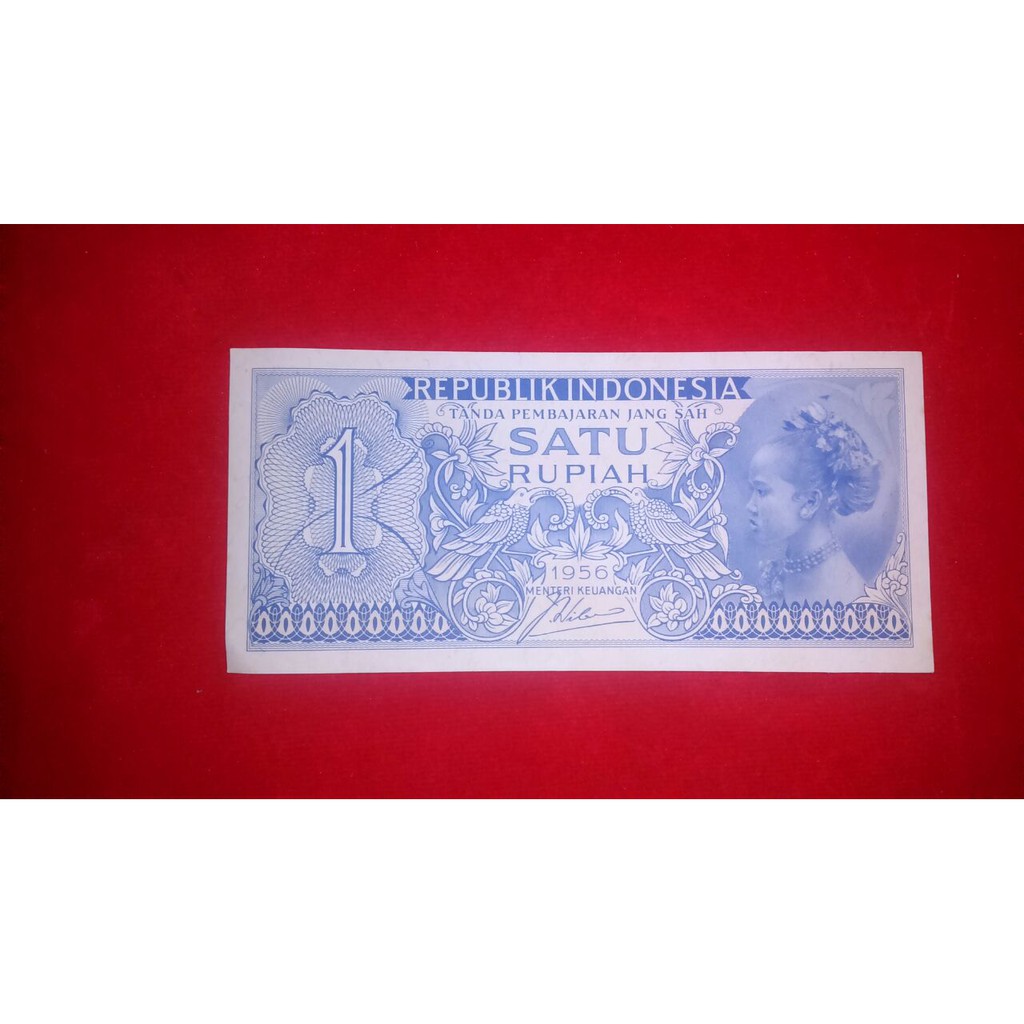 REPUBLIK INDONESIA
TANDA PEMBAJARAN JANG SAH
SATU
RUPIAH
1
1956
MENTERI KEUANGAN